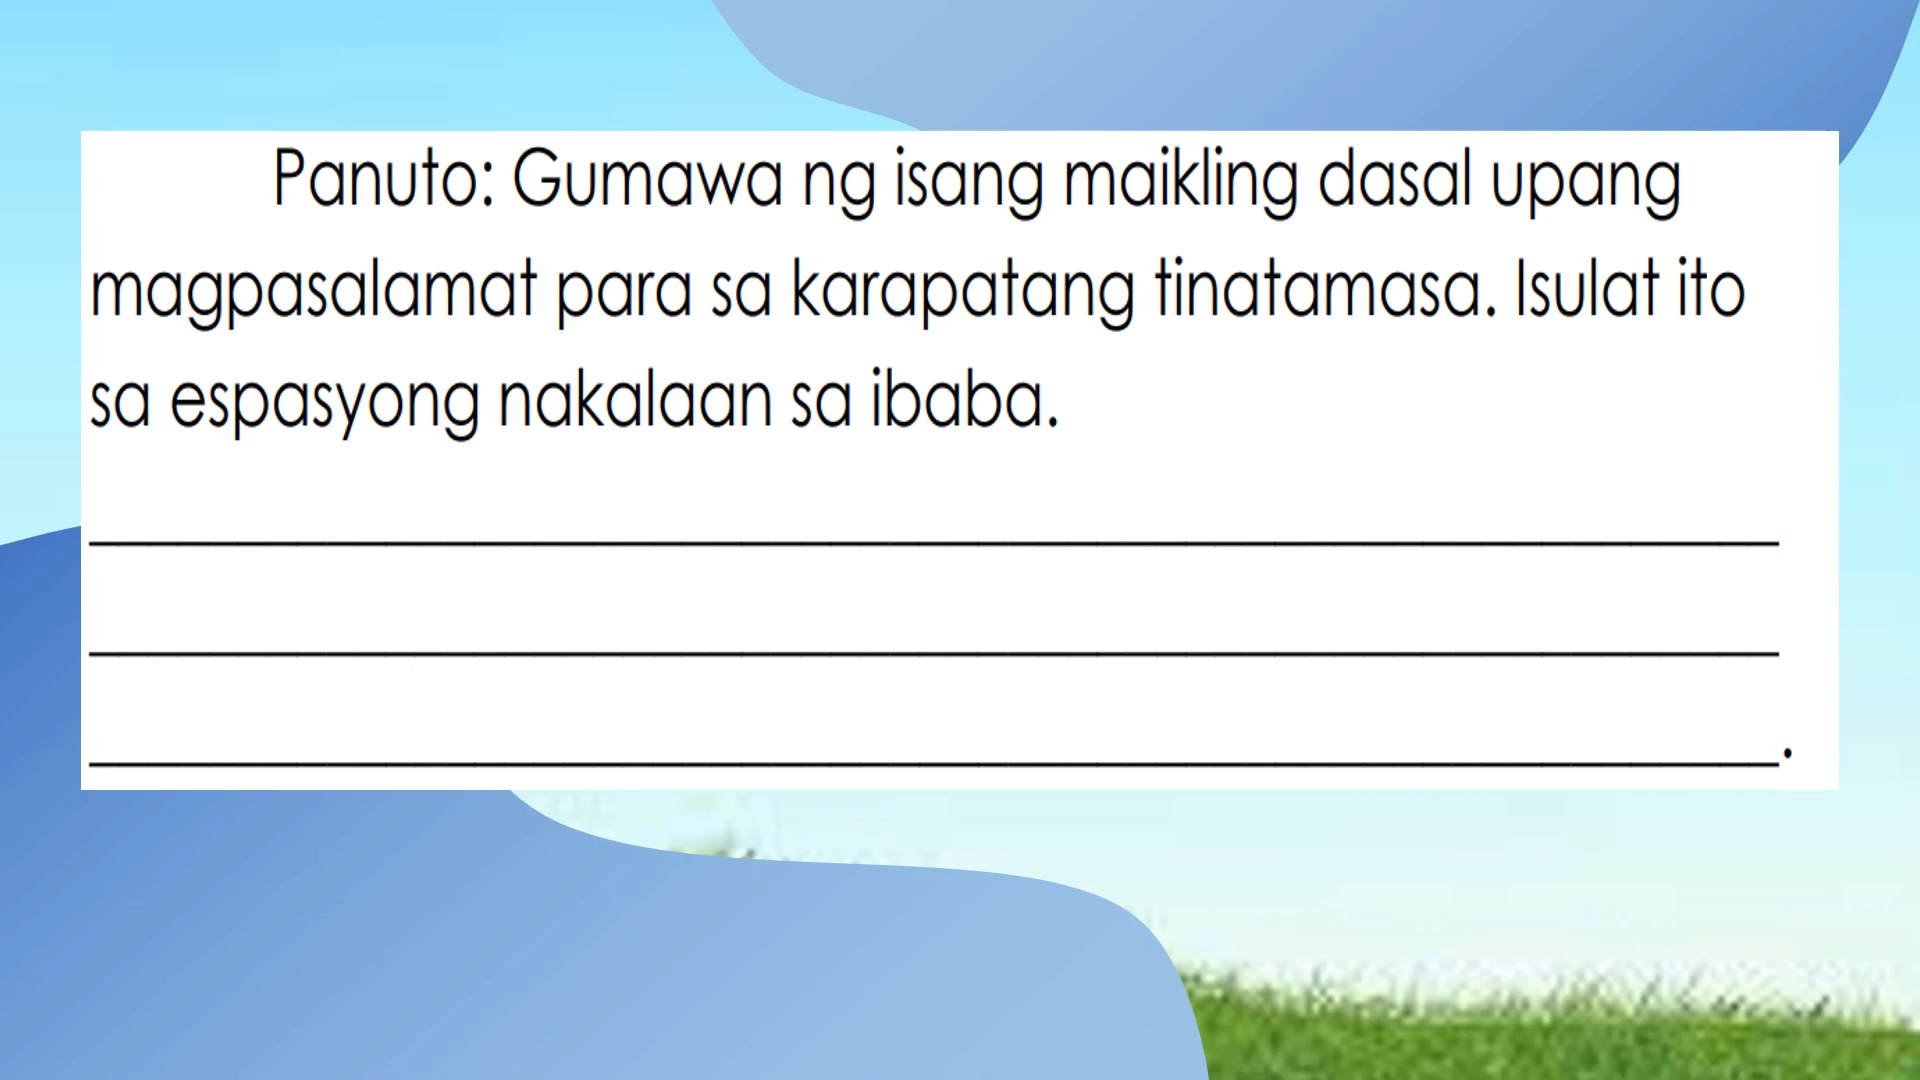 Panuto: Gumawa ng isang maikling dasal upang
magpasalamat para sa karapatang tinatamasa. Isulat ito
sa espasyong nakalaan sa ibaba.
.